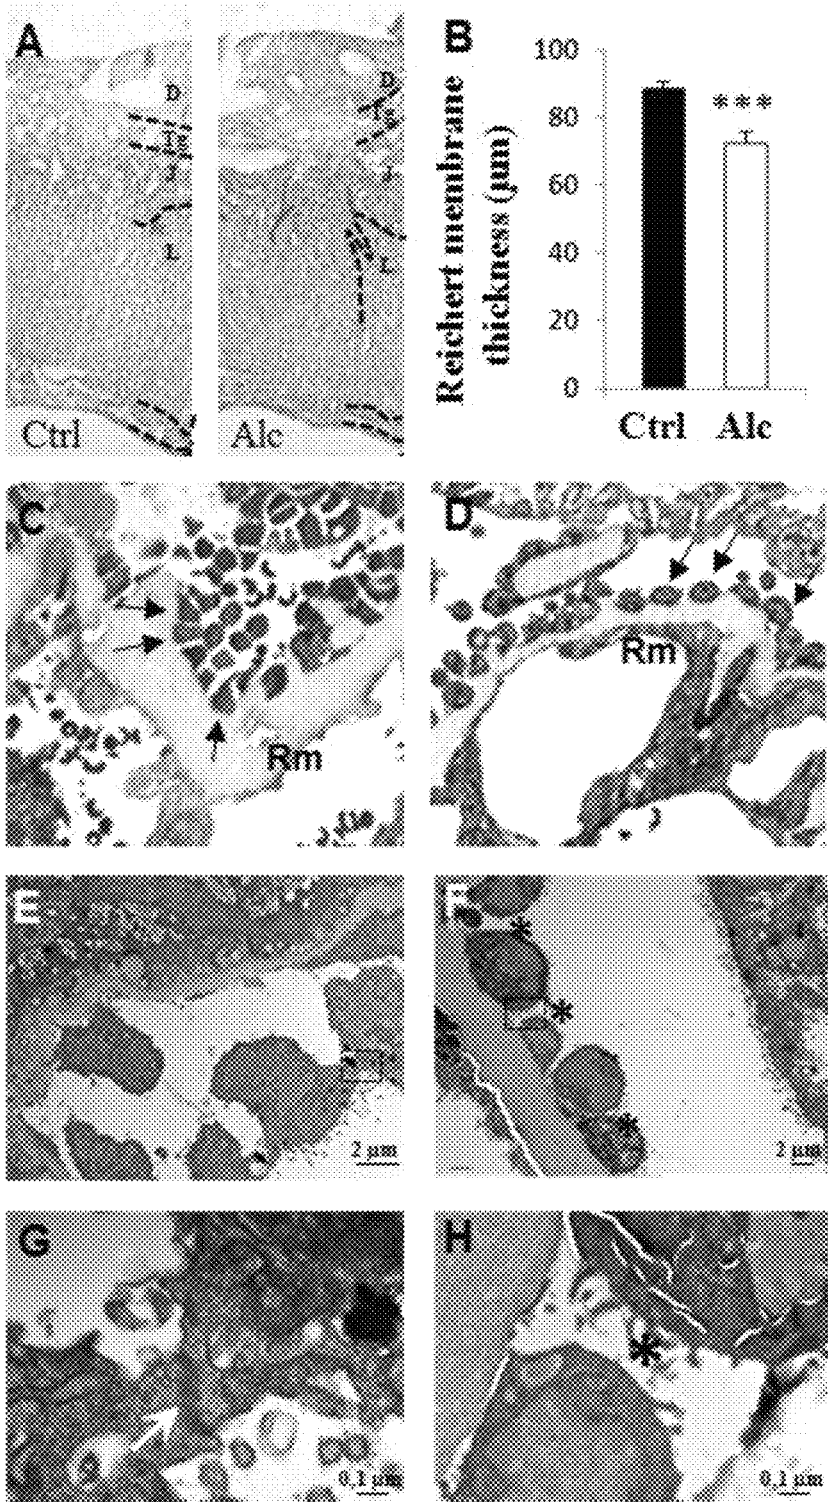 A
D
Tg
J
L
Ctrl
D
Tg
J
L
Alc
B
Reichert membrane
thickness (µm)
100
80
60
40
20
0
***
Ctrl
Alc
C
Rm
D
Rm
E
2 µm
F
*
*
*
2 µm
G
0,1 µm
H
*
0,1 µm